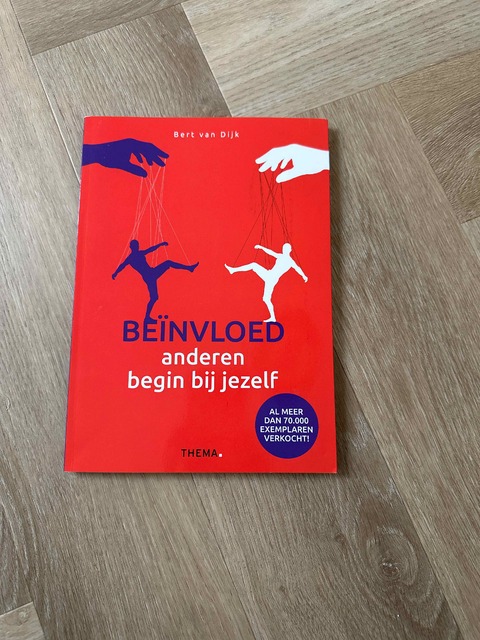 Bert van Dijk
BEÏNVLOED
anderen
begin bij jezelf
AL MEER
DAN 70.000
EXEMPLAREN
VERKOCHT!
THEMA.